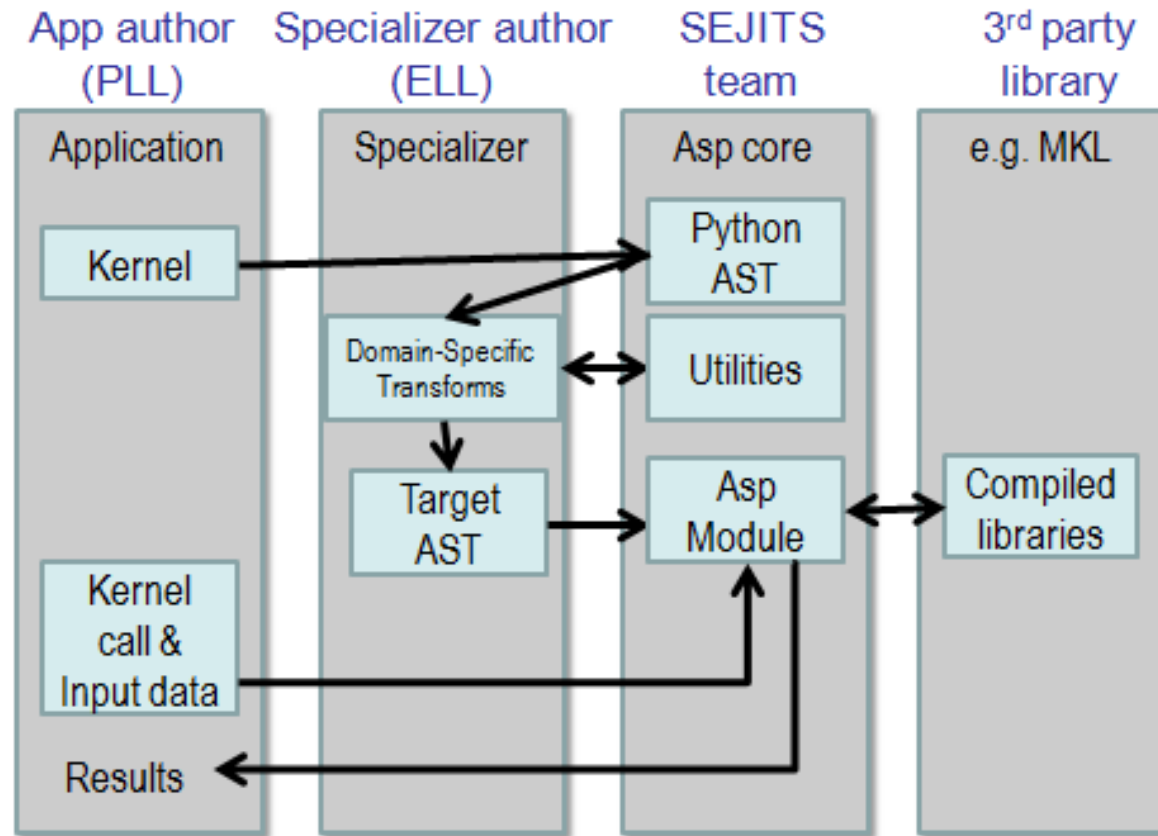 App author
(PLL)
Specializer author
(ELL)
SEJITS
team
3rd party
library
Application
Specializer
Asp core
e.g. MKL
Kernel
Python
AST
Domain-Specific
Transforms
Utilities
Target
AST
Asp
Module
Compiled
libraries
Kernel
call &
Input data
Results